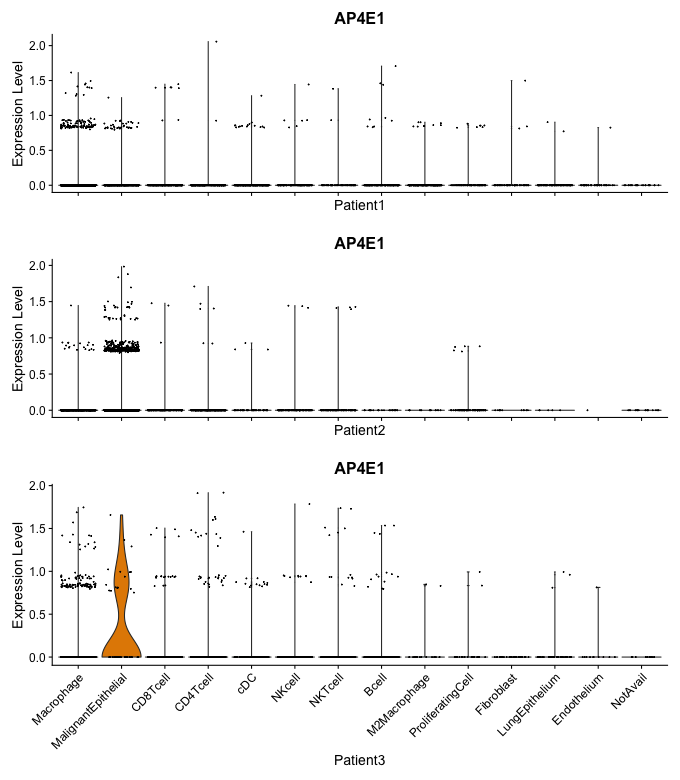 AP4E1
Expression Level
2.0
1.5
1.0
0.5
0.0
Patient1
AP4E1
Expression Level
2.0
1.5
1.0
0.5
0.0
Patient2
AP4E1
Expression Level
2.0
1.5
1.0
0.5
0.0
Macrophage
MalignantEpithelial
CD8Tcell
CD4Tcell
cDC
NKcell
NKTcell
Bcell
M2Macrophage
ProliferatingCell
Fibroblast
LungEpithelium
Endothelium
NotAvail
Patient3